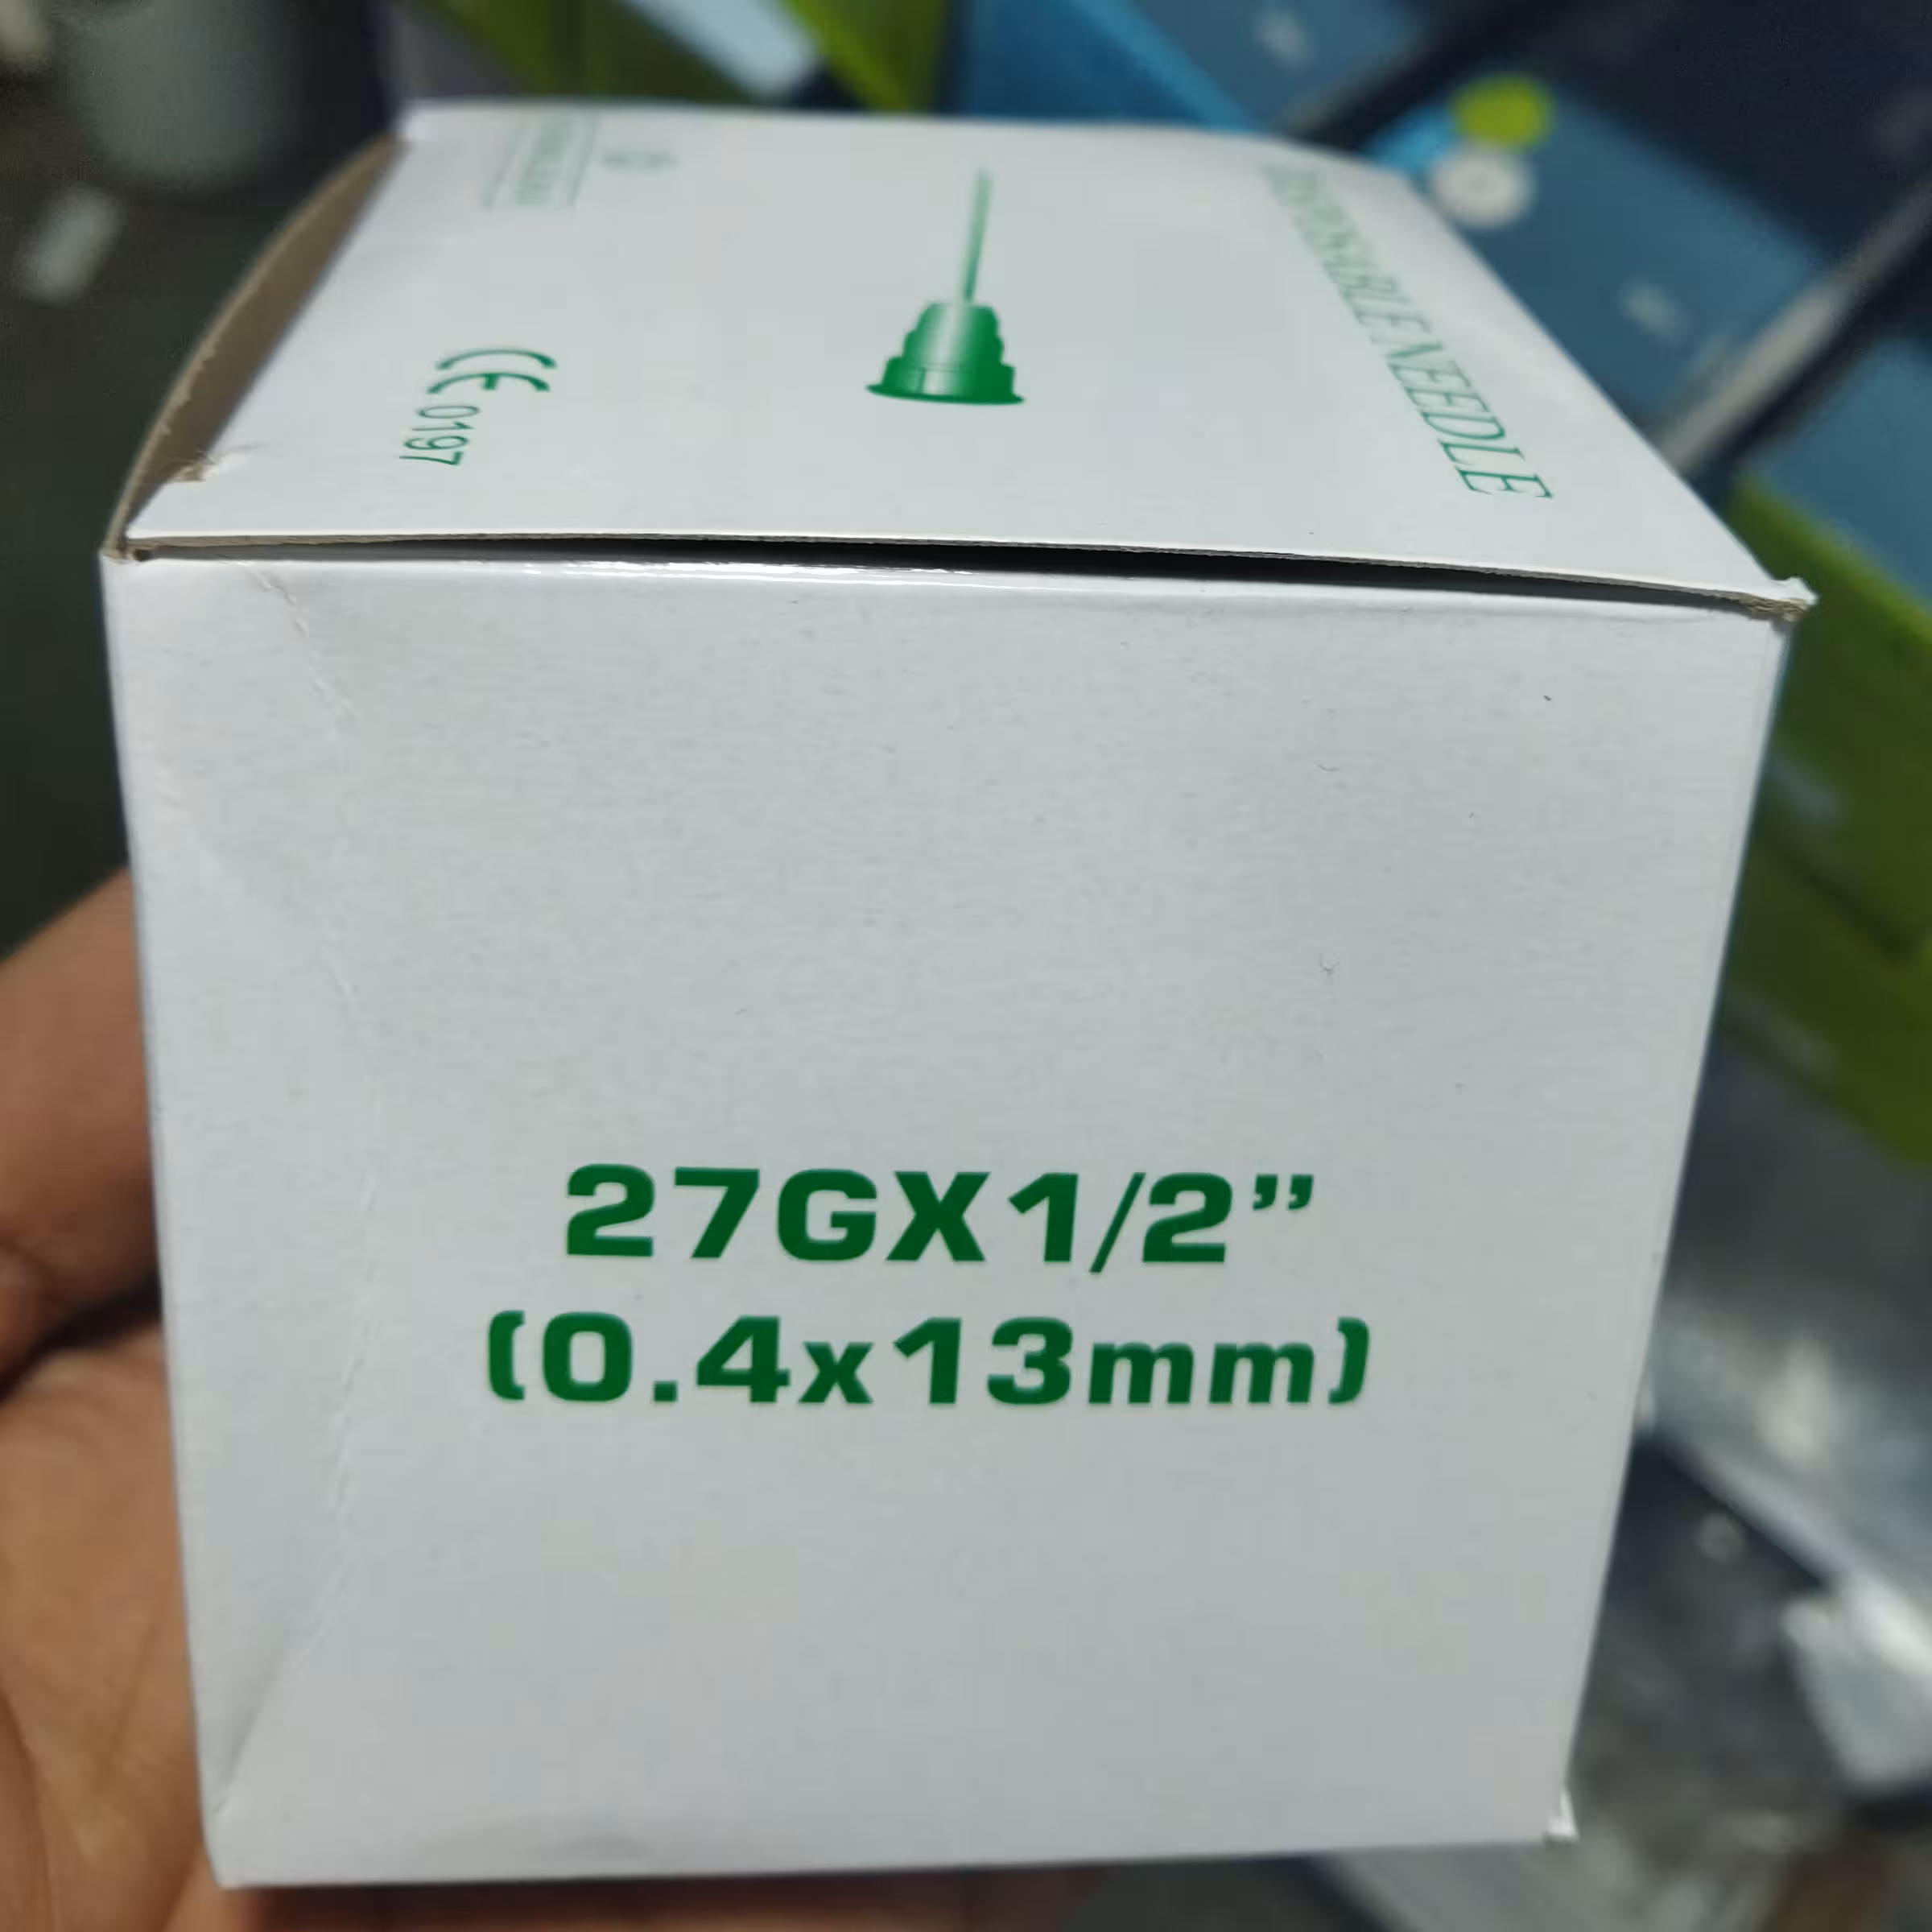 DISPOSABLE NEEDLE
CE 0197
27GX1/2”
(0.4x13mm)